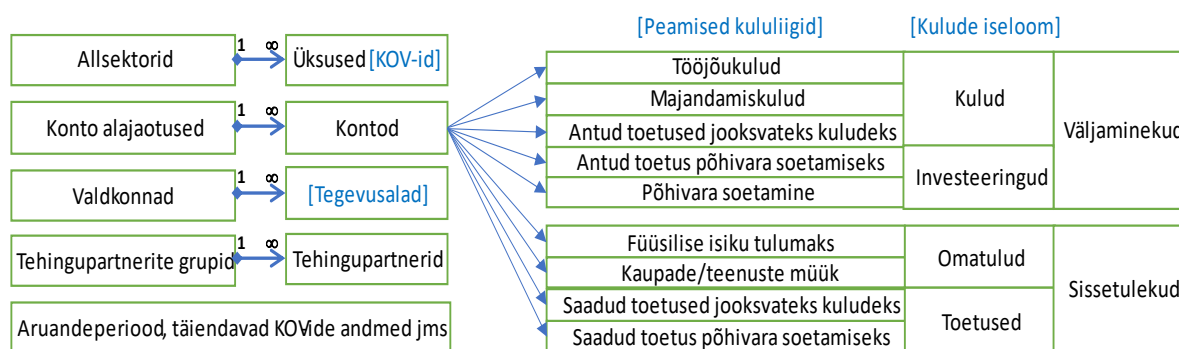 [Peamised kululiigid] [Kulude iseloom]
Allsektorid 1 ∞ Üksused [KOV-id]
Konto alajaotused 1 ∞ Kontod
Valdkonnad 1 ∞ [Tegevusalad]
Tehingupartnerite grupid 1 ∞ Tehingupartnerid
Aruandeperiood, täiendavad KOVide andmed jms
Tööjõukulud
Majandamiskulud
Antud toetused jooksvateks kuludeks
Antud toetus põhivara soetamiseks
Põhivara soetamine
Kulud
Investeeringud
Väljaminekud
Füüsilise isiku tulumaks
Kaupade/teenuste müük
Saadud toetused jooksvateks kuludeks
Saadud toetus põhivara soetamiseks
Omatulud
Toetused
Sissetulekud